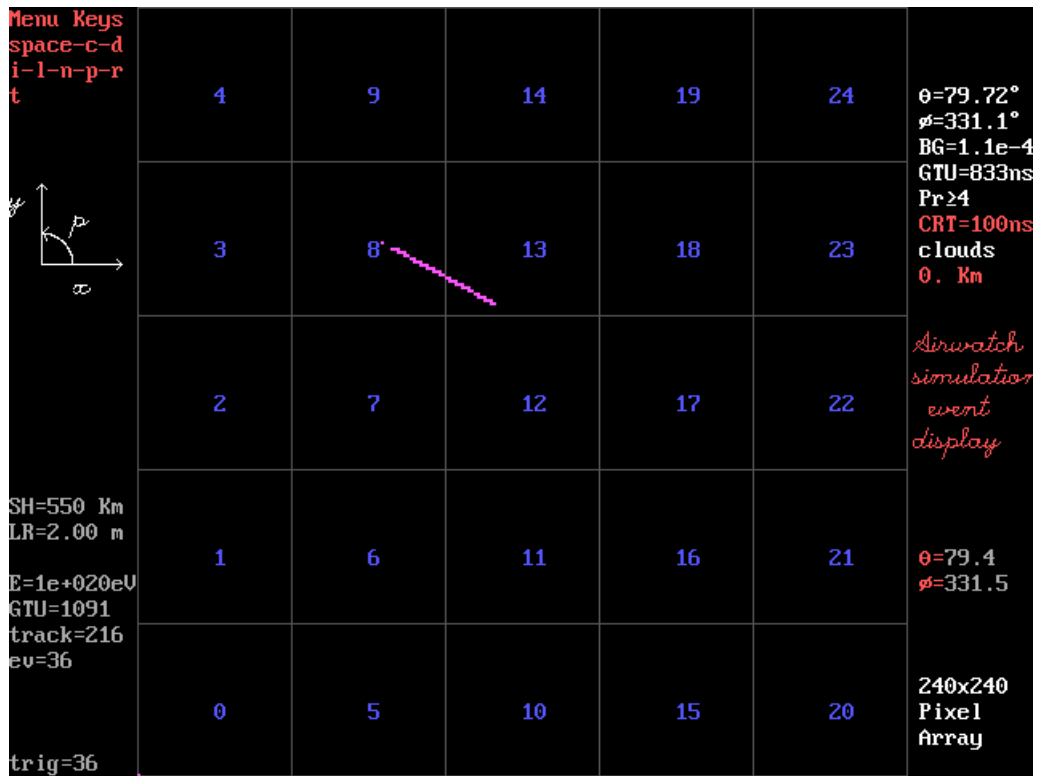 Menu Keys
space-c-d
i-l-n-p-r
t
y
p
x
SH=550 Km
LR=2.00 m
E=1e+020eV
GTU=1091
track=216
ev=36
trig=36
4 9 14 19 24
3 8 13 18 23
2 7 12 17 22
1 6 11 16 21
0 5 10 15 20
θ=79.72°
ø=331.1°
BG=1.1e-4
GTU=833ns
Pr≥4
CRT=100ns
clouds
0. Km
Airwatch
simulation
event
display
θ=79.4
ø=331.5
240x240
Pixel
Array